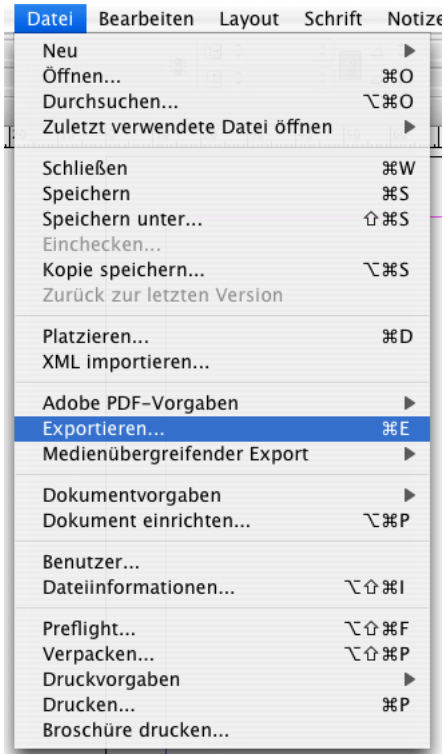 Datei Bearbeiten Layout Schrift Notize
Neu ▶
Öffnen... ⌘O
Durchsuchen... ⌥⌘O
Zuletzt verwendete Datei öffnen ▶
Schließen ⌘W
Speichern ⌘S
Speichern unter... ⇧⌘S
Einchecken...
Kopie speichern... ⌥⌘S
Zurück zur letzten Version
Platzieren... ⌘D
XML importieren...
Adobe PDF-Vorgaben ▶
Exportieren... ⌘E
Medienübergreifender Export ▶
Dokumentvorgaben ▶
Dokument einrichten... ⌥⌘P
Benutzer...
Dateiinformationen... ⌥⇧⌘I
Preflight... ⌥⇧⌘F
Verpacken... ⌥⇧⌘P
Druckvorgaben ▶
Drucken... ⌘P
Broschüre drucken...